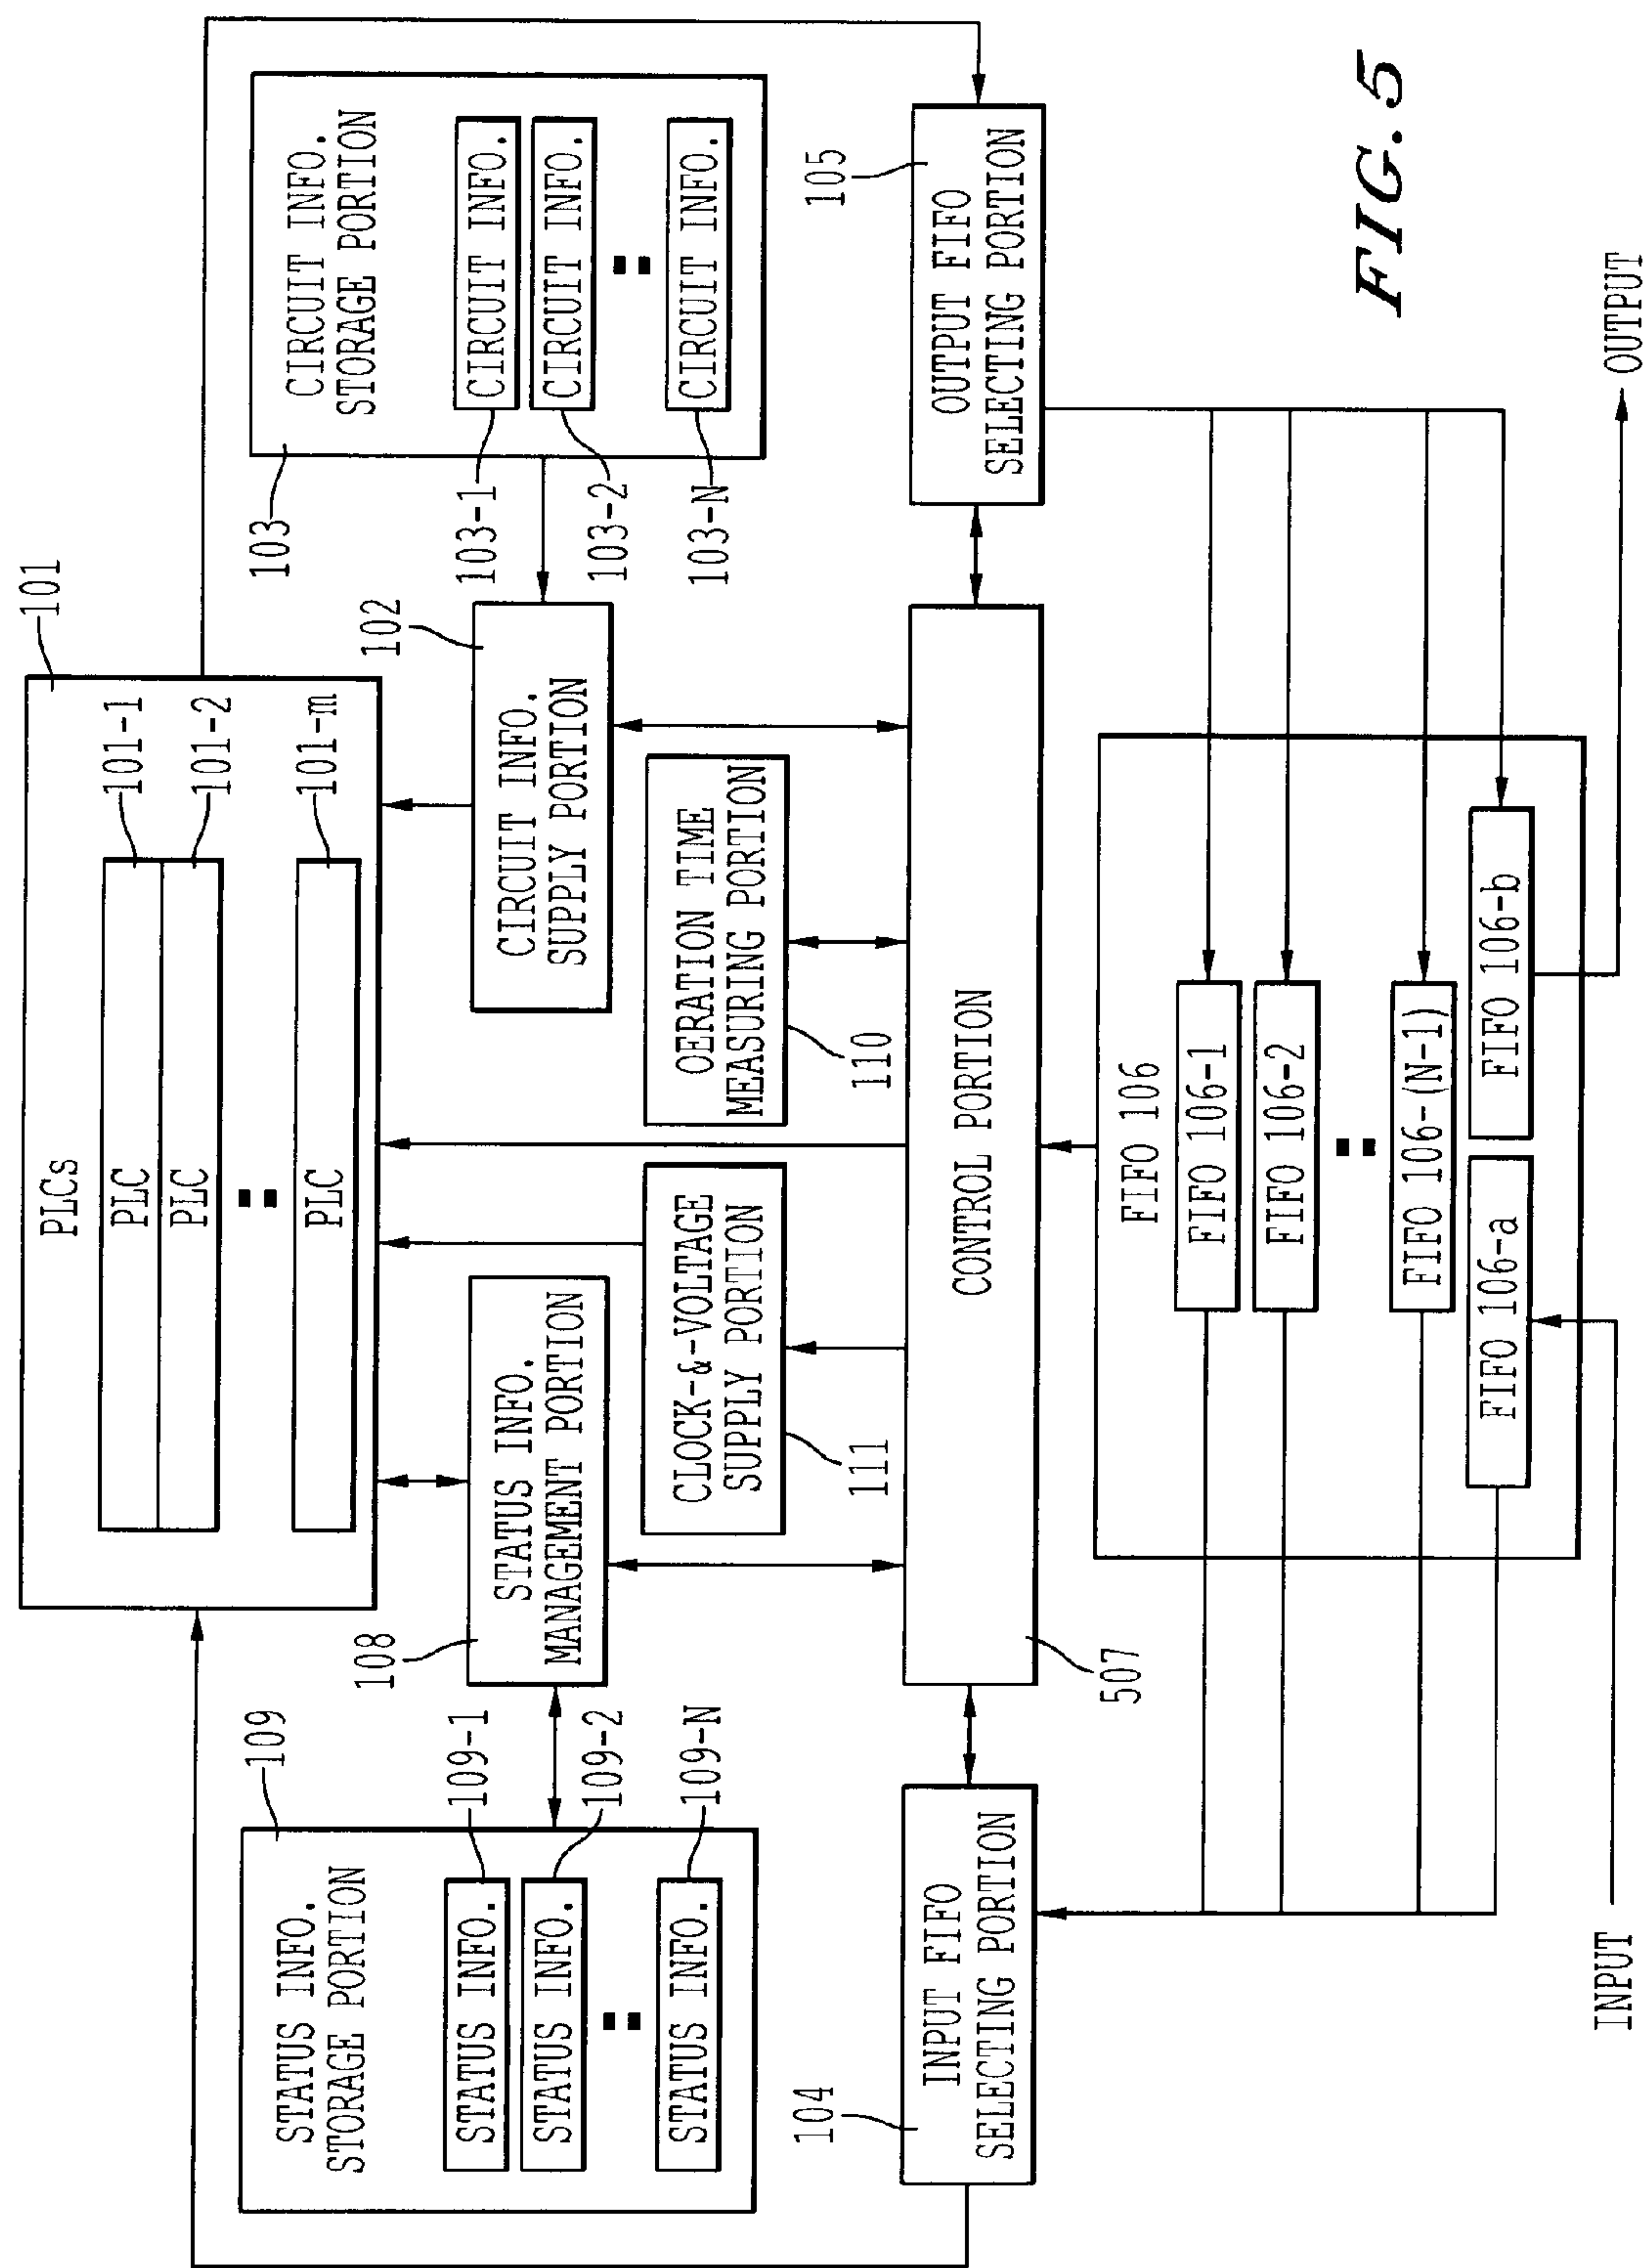 101
PLCs
PLC
101-1
PLC
101-2
PLC
101-m
109
STATUS INFO.
STORAGE PORTION
STATUS INFO.
109-1
STATUS INFO.
109-2
STATUS INFO.
109-N
108
STATUS INFO.
MANAGEMENT PORTION
102
CIRCUIT INFO.
SUPPLY PORTION
CIRCUIT INFO.
STORAGE PORTION
103
CIRCUIT INFO.
103-1
CIRCUIT INFO.
103-2
CIRCUIT INFO.
103-N
CLOCK-&-VOLTAGE
SUPPLY PORTION
111
OERATION TIME
MEASURING PORTION
110
104
INPUT FIFO
SELECTING PORTION
CONTROL PORTION
507
105
OUTPUT FIFO
SELECTING PORTION
FIFO 106
FIFO 106-1
FIFO 106-2
FIFO 106-(N-1)
FIFO 106-a
FIFO 106-b
INPUT
OUTPUT
FIG.5